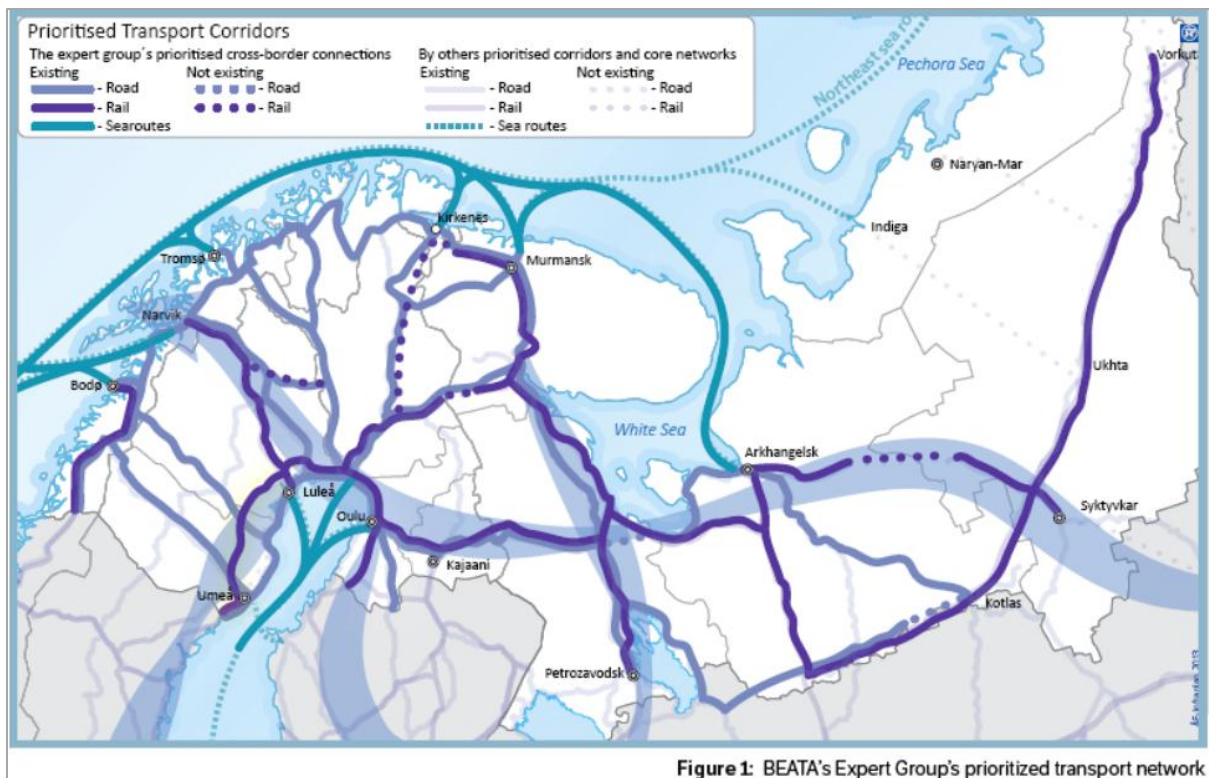 Prioritised Transport Corridors
The expert group´s prioritised cross-border connections
By others prioritised corridors and core networks
Existing
Not existing
Existing
Not existing
- Road
- Road
- Road
- Road
- Rail
- Rail
- Rail
- Rail
- Searoutes
- Sea routes
Northeast sea
Pechora Sea
Vorkuta
Naryan-Mar
Indiga
Kirkenes
Tromsø
Murmansk
Narvik
Ukhta
Bodø
White Sea
Arkhangelsk
Luleå
Oulu
Syktyvkar
Kajaani
Umeå
Kotlas
Petrozavodsk
2013
Figure 1: BEATA's Expert Group's prioritized transport network